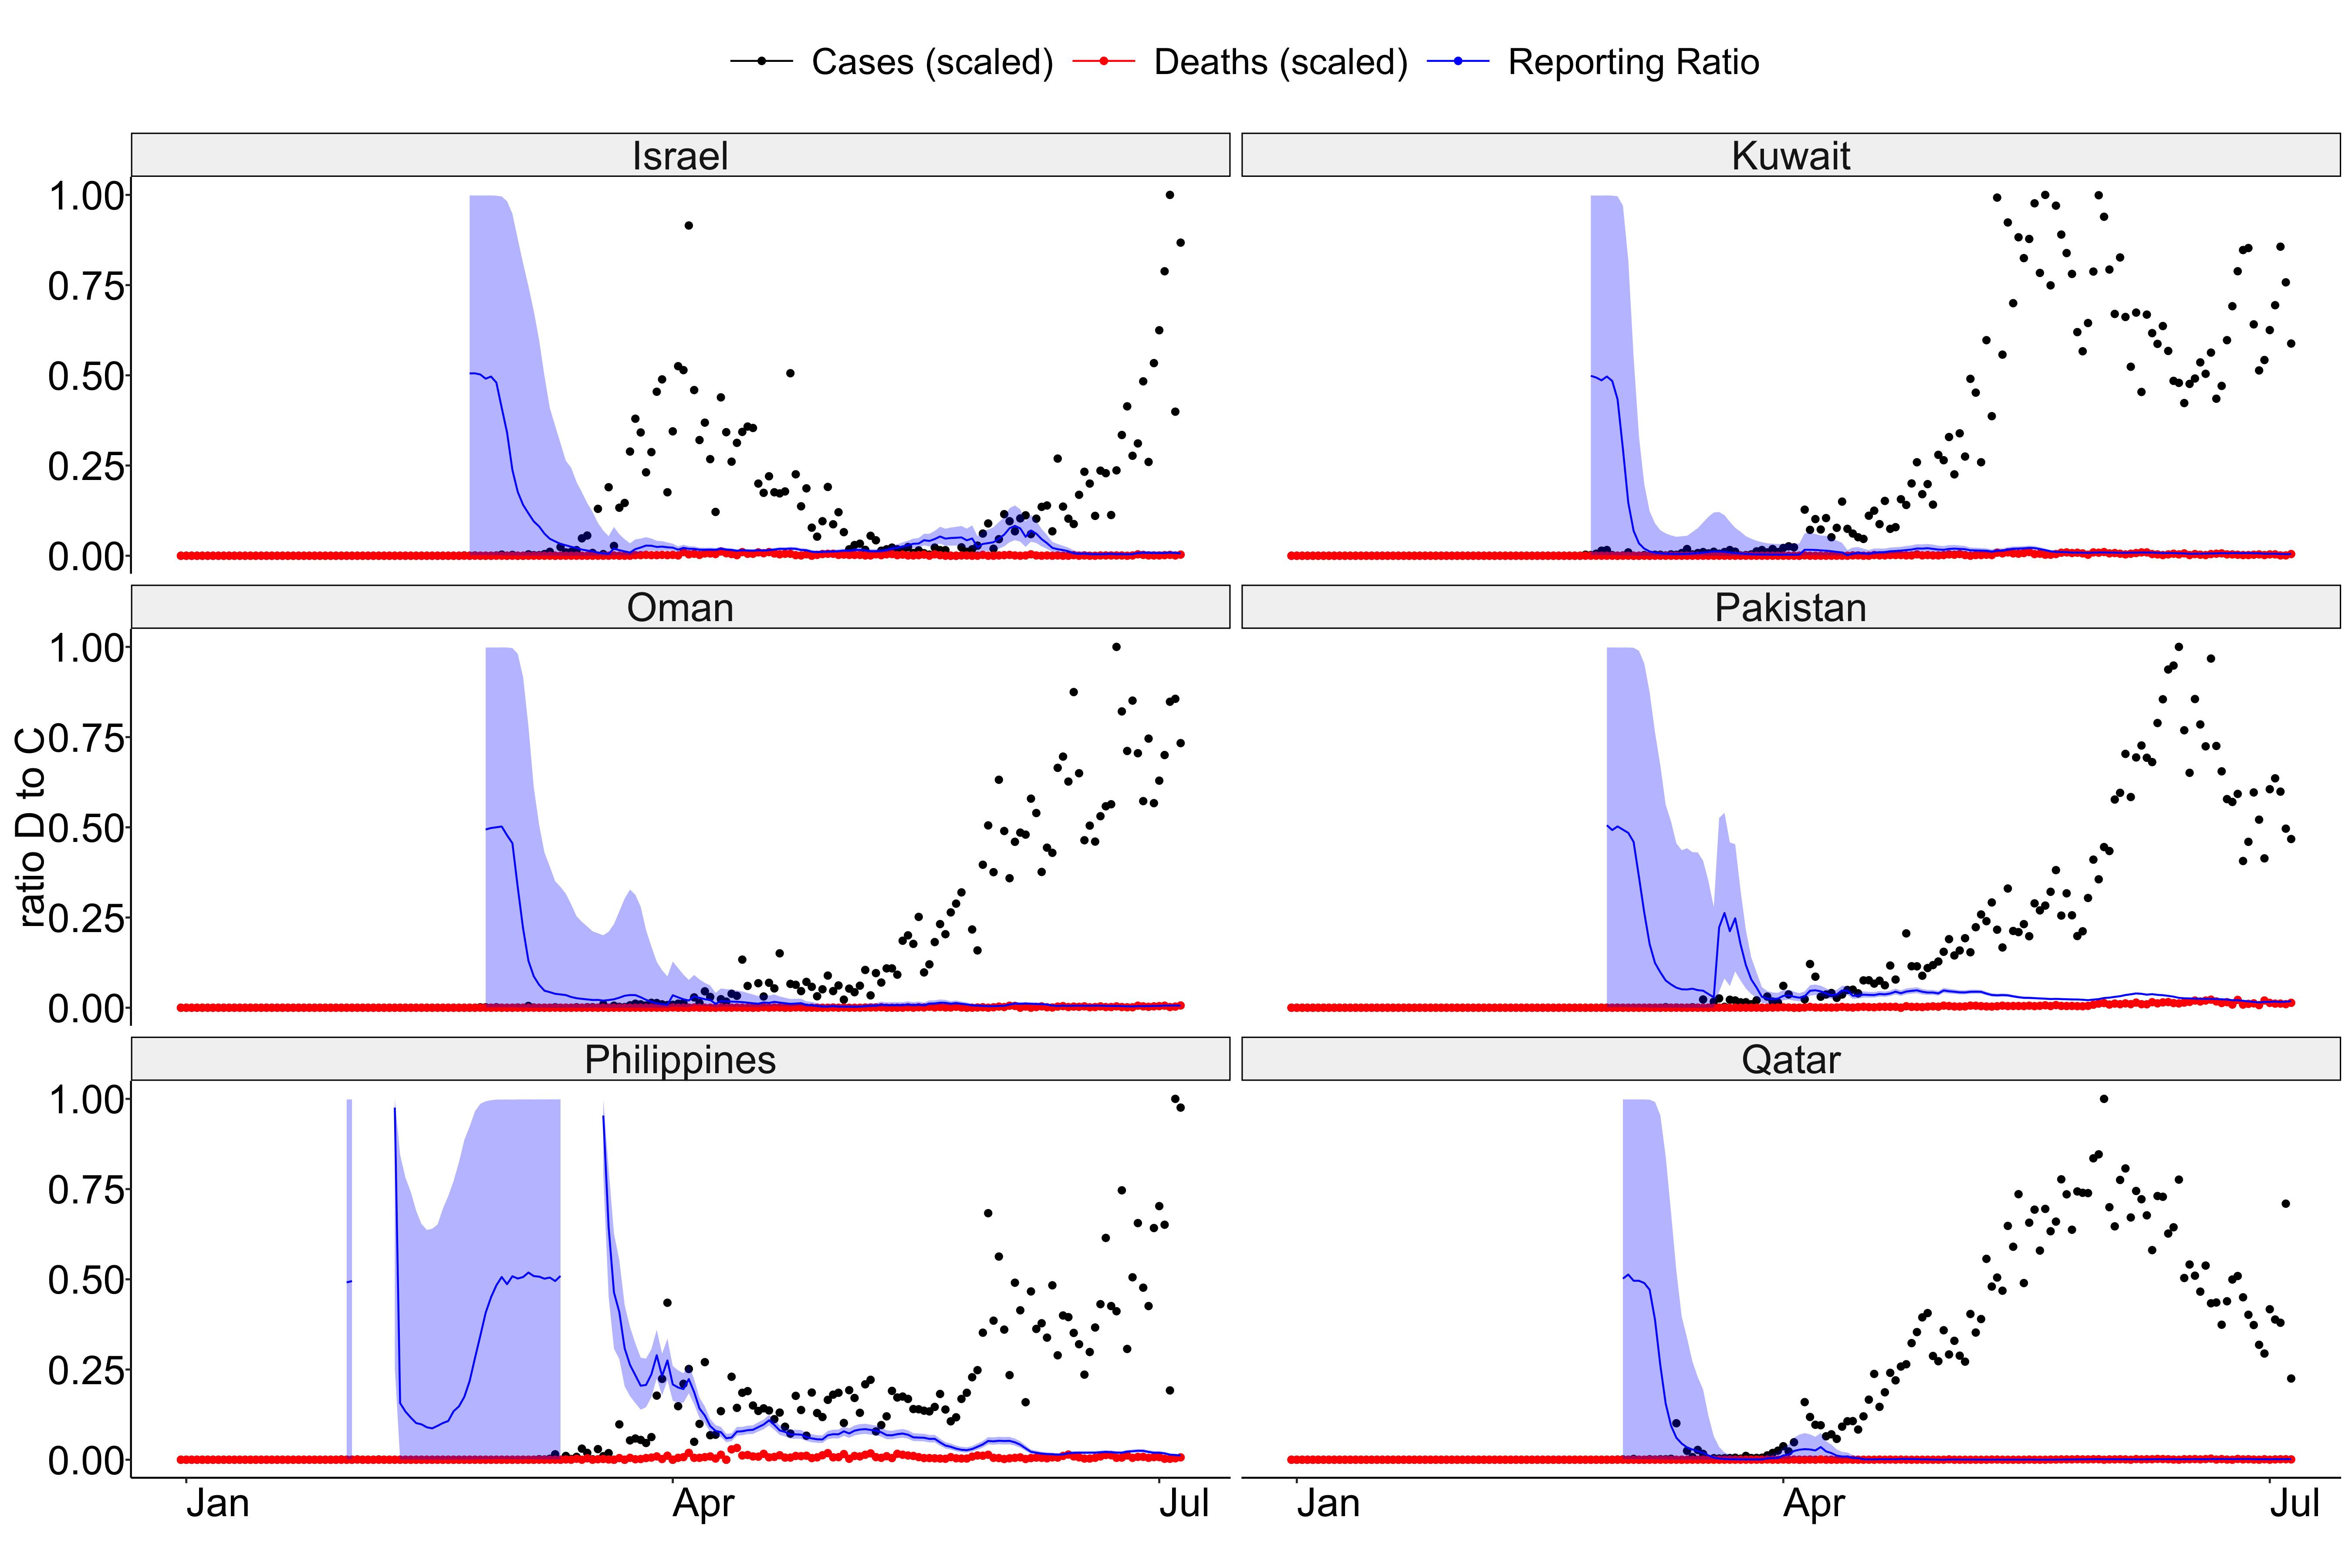 Cases (scaled) Deaths (scaled) Reporting Ratio
Israel Kuwait
1.00
0.75
0.50
0.25
0.00
Oman Pakistan
1.00
0.75
0.50
0.25
0.00
ratio D to C
Philippines Qatar
1.00
0.75
0.50
0.25
0.00
Jan Apr Jul Jan Apr Jul